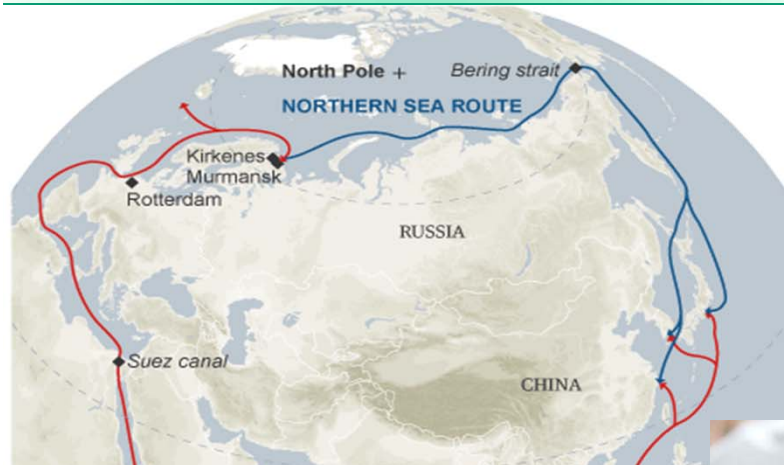 North Pole +
Bering strait
NORTHERN SEA ROUTE
Kirkenes
Murmansk
Rotterdam
RUSSIA
Suez canal
CHINA